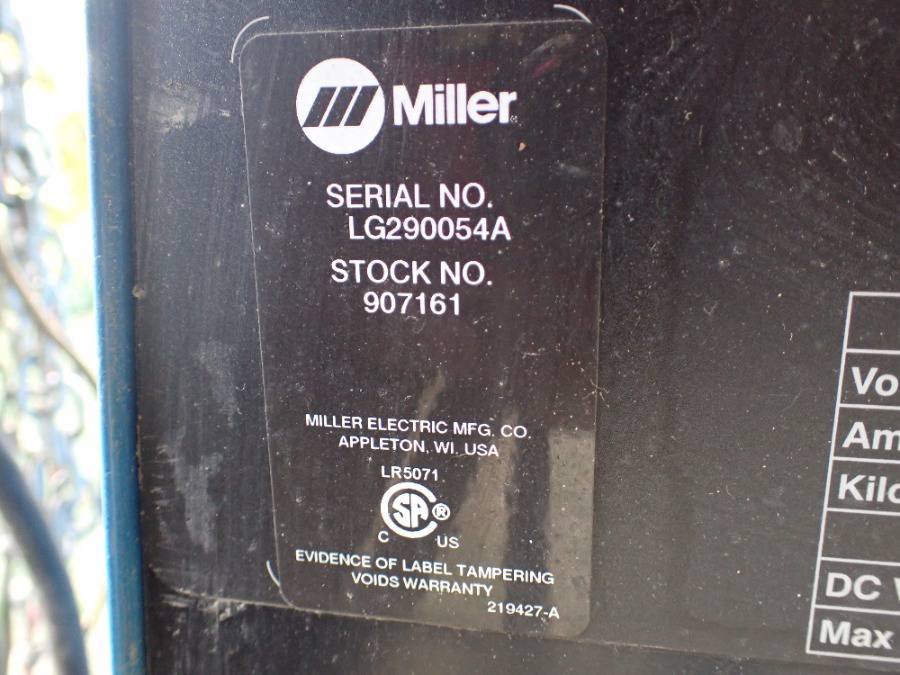 Miller
SERIAL NO.
LG290054A
STOCK NO.
907161
MILLER ELECTRIC MFG. CO.
APPLETON, WI. USA
LR5071
SA®
C US
EVIDENCE OF LABEL TAMPERING
VOIDS WARRANTY
219427-A
Vo
Am
Kilo
DC
Max